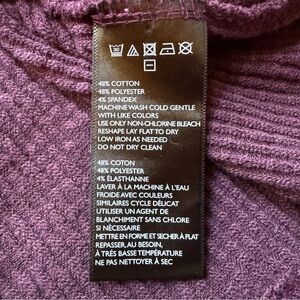 48% COTTON
48% POLYESTER
4% SPANDEX
MACHINE WASH COLD GENTLE
WITH LIKE COLORS
USE ONLY NON-CHLORINE BLEACH
RESHAPE LAY FLAT TO DRY
LOW IRON AS NEEDED
DO NOT DRY CLEAN
48% COTON
48% POLYESTER
4% ÉLASTHANNE
LAVER À LA MACHINE À L'EAU
FROIDE AVEC COULEURS
SIMILAIRES CYCLE DÉLICAT
UTILISER UN AGENT DE
BLANCHIMENT SANS CHLORE
SI NÉCESSAIRE
METTRE EN FORME ET SÉCHER À PLAT
REPASSER, AU BESOIN,
À TRÈS BASSE TEMPÉRATURE
NE PAS NETTOYER À SEC